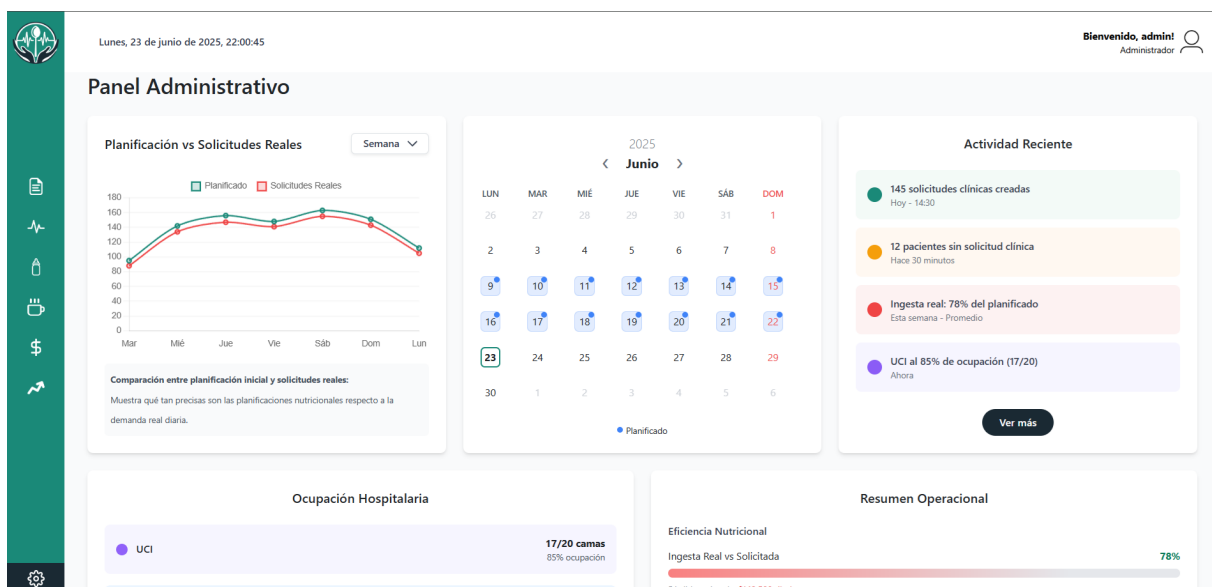 Lunes, 23 de junio de 2025, 22:00:45
Bienvenido, admin!
Administrador
Panel Administrativo
Planificación vs Solicitudes Reales
Semana
Planificado
Solicitudes Reales
180
160
140
120
100
80
60
40
20
0
Mar Mié Jue Vie Sáb Dom Lun
Comparación entre planificación inicial y solicitudes reales:
Muestra qué tan precisas son las planificaciones nutricionales respecto a la
demanda real diaria.
2025
Junio
LUN MAR MIÉ JUE VIE SÁB DOM
26 27 28 29 30 31 1
2 3 4 5 6 7 8
9 10 11 12 13 14 15
16 17 18 19 20 21 22
23 24 25 26 27 28 29
30 1 2 3 4 5 6
Planificado
Actividad Reciente
145 solicitudes clínicas creadas
Hoy - 14:30
12 pacientes sin solicitud clínica
Hace 30 minutos
Ingesta real: 78% del planificado
Esta semana - Promedio
UCI al 85% de ocupación (17/20)
Ahora
Ver más
Ocupación Hospitalaria
UCI
17/20 camas
85% ocupación
Resumen Operacional
Eficiencia Nutricional
Ingesta Real vs Solicitada
78%